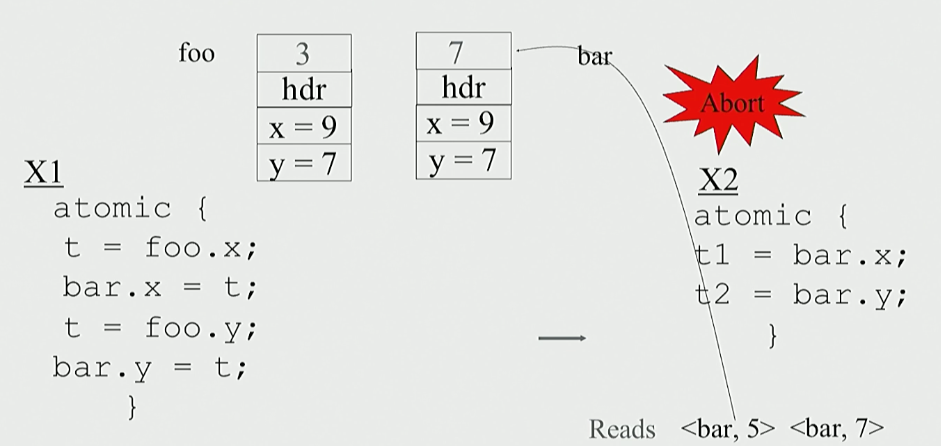 foo
3
hdr
x = 9
y = 7
7
hdr
x = 9
y = 7
bar
Abort
X1
atomic {
t = foo.x;
bar.x = t;
t = foo.y;
bar.y = t;
}
X2
atomic {
t1 = bar.x;
t2 = bar.y;
}
Reads <bar, 5> <bar, 7>